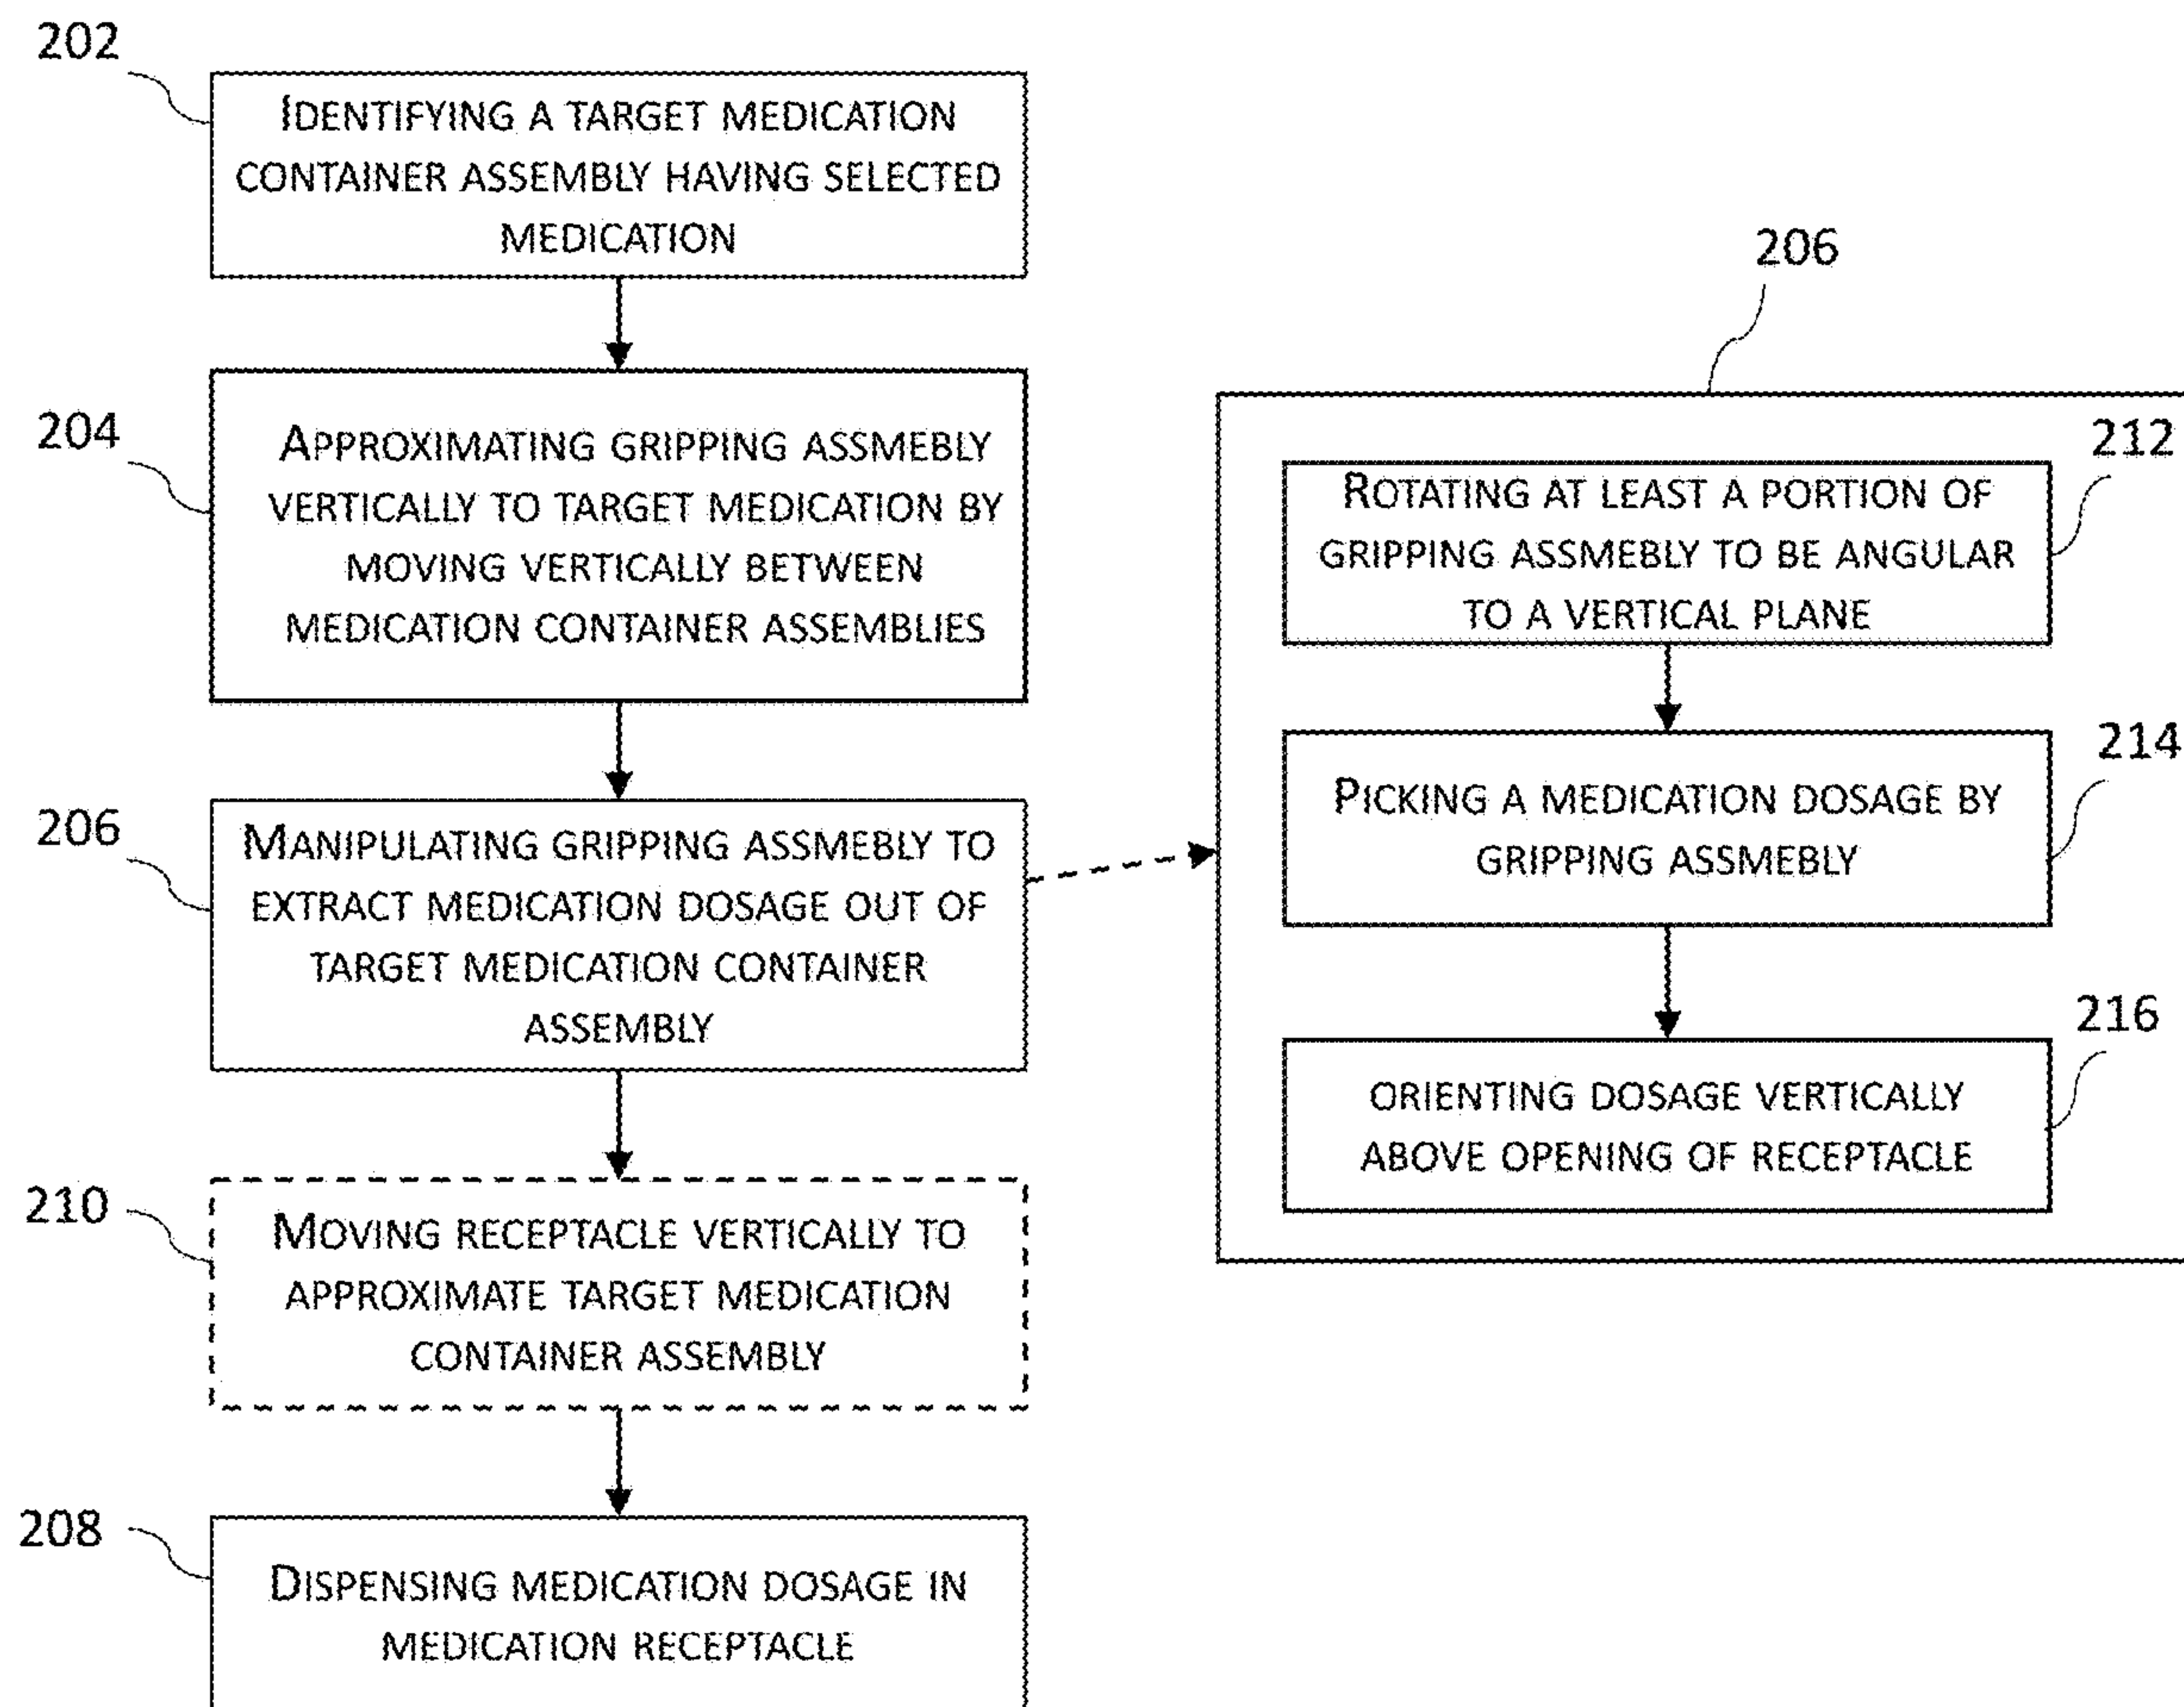 202
IDENTIFYING A TARGET MEDICATION
CONTAINER ASSEMBLY HAVING SELECTED
MEDICATION
204
APPROXIMATING GRIPPING ASSMEBLY
VERTICALLY TO TARGET MEDICATION BY
MOVING VERTICALLY BETWEEN
MEDICATION CONTAINER ASSEMBLIES
206
MANIPULATING GRIPPING ASSMEBLY TO
EXTRACT MEDICATION DOSAGE OUT OF
TARGET MEDICATION CONTAINER
ASSEMBLY
210
MOVING RECEPTACLE VERTICALLY TO
APPROXIMATE TARGET MEDICATION
CONTAINER ASSEMBLY
208
DISPENSING MEDICATION DOSAGE IN
MEDICATION RECEPTACLE
206
212
ROTATING AT LEAST A PORTION OF
GRIPPING ASSMEBLY TO BE ANGULAR
TO A VERTICAL PLANE
214
PICKING A MEDICATION DOSAGE BY
GRIPPING ASSMEBLY
216
ORIENTING DOSAGE VERTICALLY
ABOVE OPENING OF RECEPTACLE